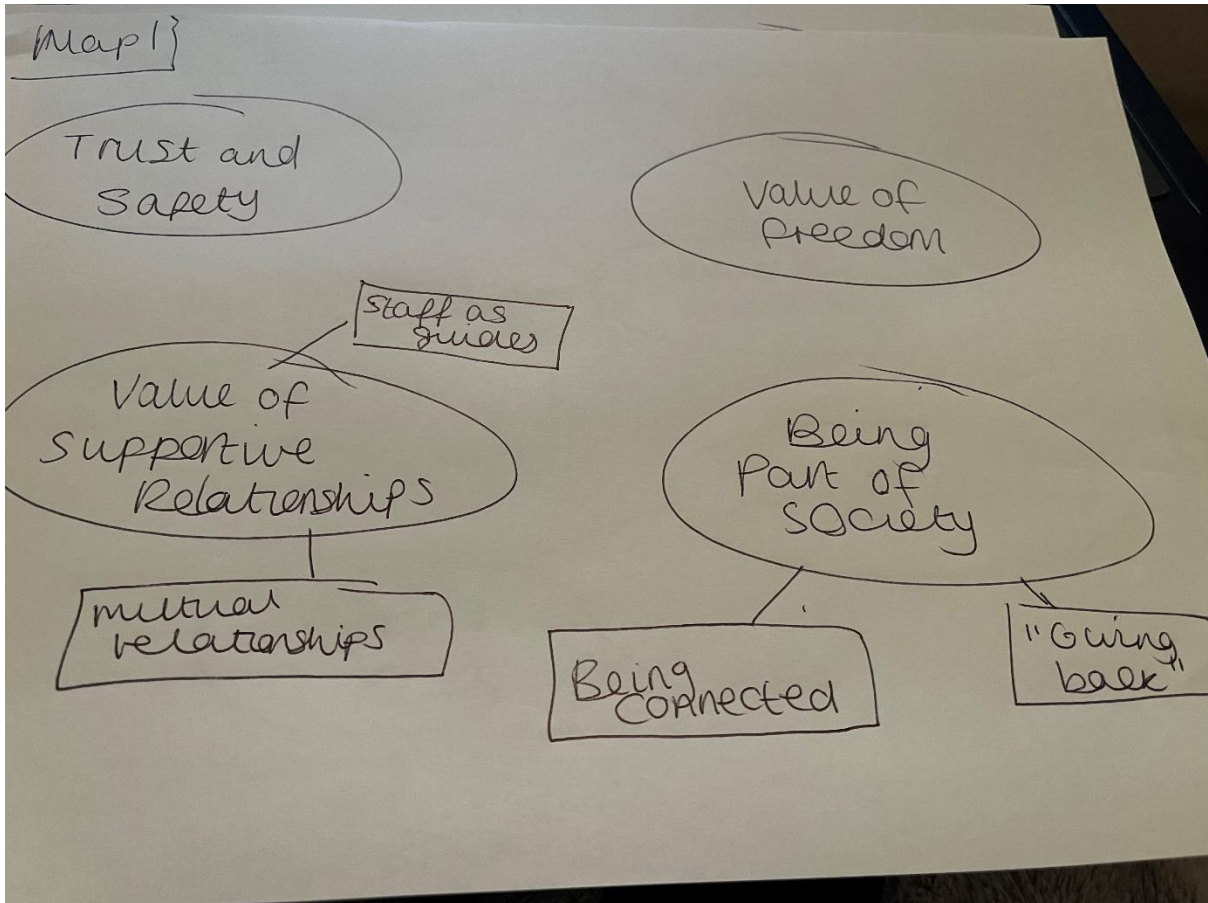 Map 1
Trust and
Safety
Value of
freedom
Staff as
guides
Value of
Supportive
Relationships
Being
Part of
Society
mutual
relationships
Being
Connected
"Giving
back"